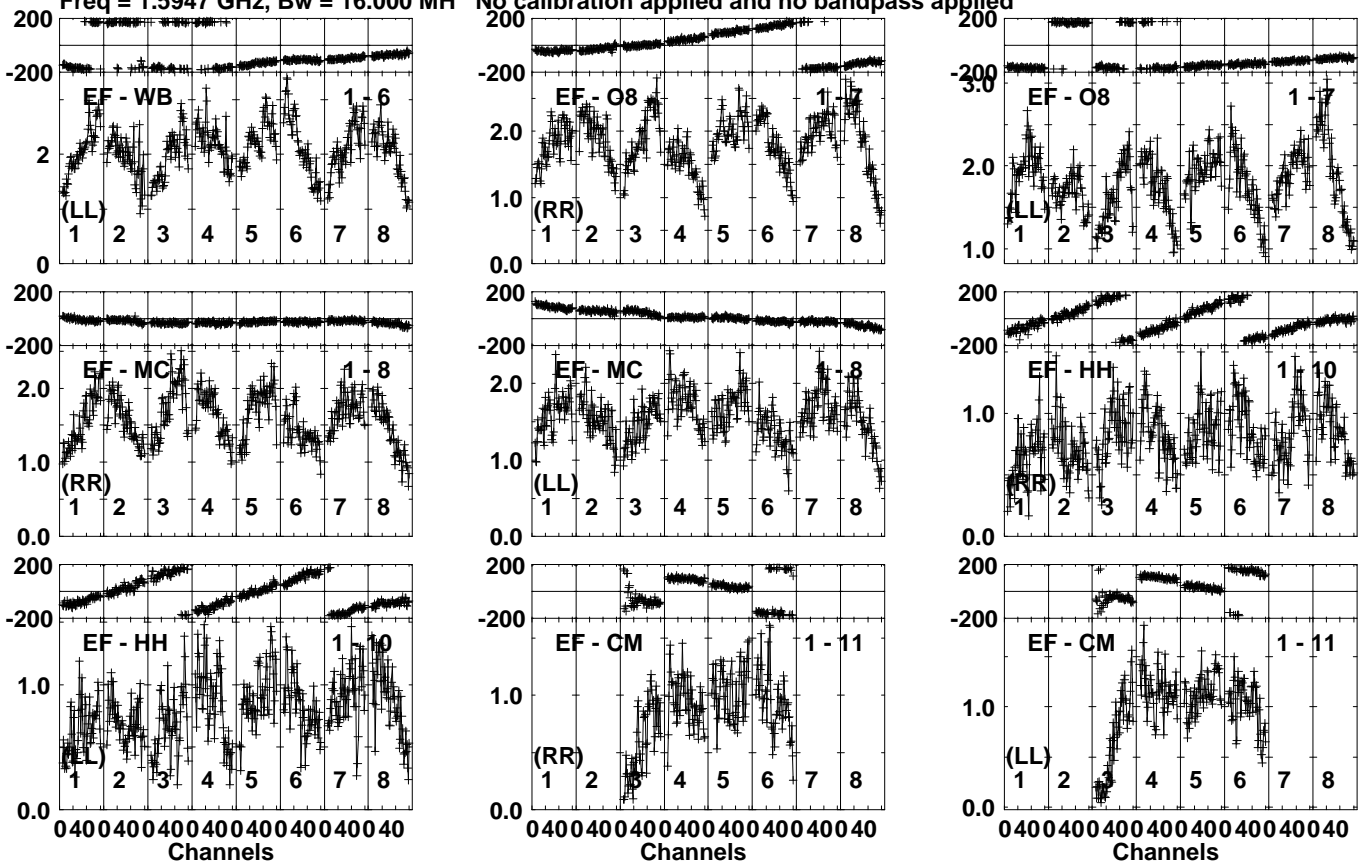 Freq = 1.5947 GHz, Bw = 16.000 MH No calibration applied and no bandpass applied
200
-200
EF - WB 1 - 6
2
(LL)
1 2 3 4 5 6 7 8
0
200
-200
EF - O8 1 - 7
2.0
1.0
(RR)
1 2 3 4 5 6 7 8
0.0
200
-200
3.0
EF - O8 1 - 7
2.0
(LL)
1 2 3 4 5 6 7 8
1.0
200
-200
EF - MC 1 - 8
2.0
1.0
(RR)
1 2 3 4 5 6 7 8
0.0
200
-200
EF - MC 1 - 8
2.0
1.0
(LL)
1 2 3 4 5 6 7 8
0.0
200
-200
EF - HH 1 - 10
1.0
(RR)
1 2 3 4 5 6 7 8
0.0
200
-200
EF - HH 1 - 10
1.0
(LL)
1 2 3 4 5 6 7 8
0.0
0 40 0 40 0 40 0 40 0 40 0 40 0 40 0 40
Channels
200
-200
EF - CM 1 - 11
1.0
(RR)
1 2 3 4 5 6 7 8
0.0
0 40 0 40 0 40 0 40 0 40 0 40 0 40 0 40
Channels
200
-200
EF - CM 1 - 11
1.0
(LL)
1 2 3 4 5 6 7 8
0.0
0 40 0 40 0 40 0 40 0 40 0 40 0 40 0 40
Channels